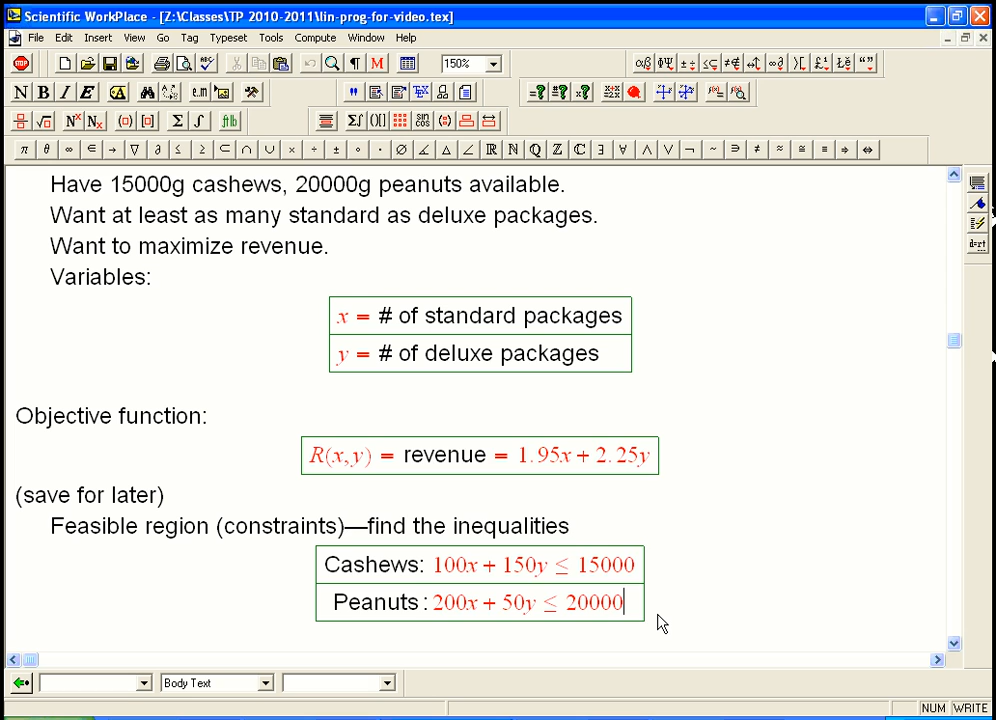 Scientific WorkPlace - [Z:\Classes\TP 2010-2011\lin-prog-for-video.tex]
File Edit Insert View Go Tag Typeset Tools Compute Window Help
150%
N B I E
π θ ∞ ∈ → ∇ ∂ ≤ ≥ ⊂ ∩ ∪ × ÷ ± ∘ · ∅ ∡ △ ∠ ℝ ℕ ℚ ℤ ℂ ∃ ∀ ∧ ∨ ¬ ~ ∋ ≠ ≈ ≅ ≡ ⇒ ⇔
Have 15000g cashews, 20000g peanuts available.
Want at least as many standard as deluxe packages.
Want to maximize revenue.
Variables:
x = # of standard packages
y = # of deluxe packages
Objective function:
R(x,y) = revenue = 1.95x + 2.25y
(save for later)
Feasible region (constraints)—find the inequalities
Cashews: 100x + 150y ≤ 15000
Peanuts: 200x + 50y ≤ 20000
Body Text
NUM WRITE